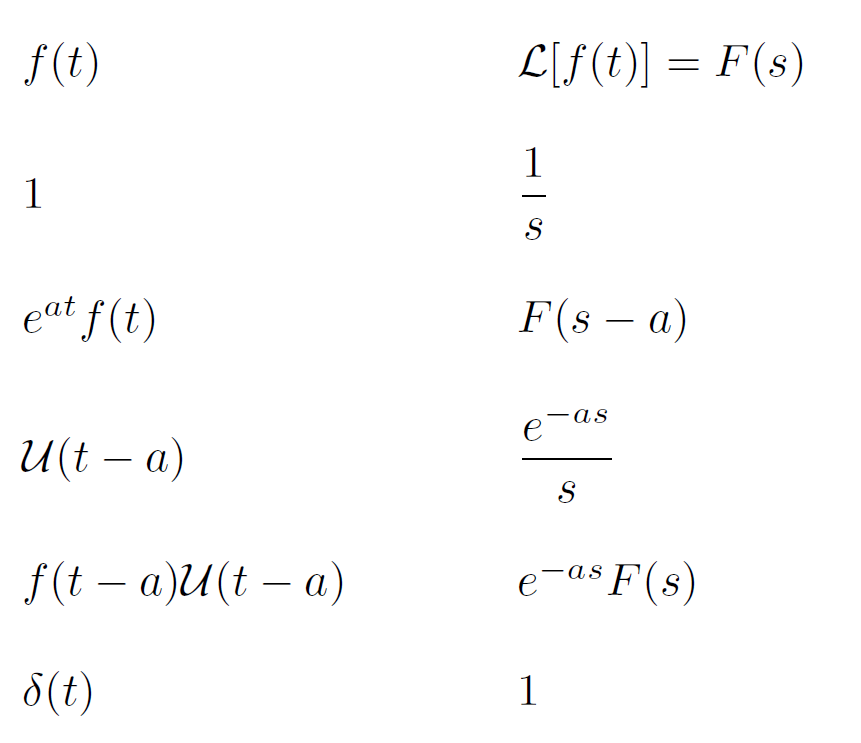 f(t) ℒ[f(t)] = F(s)
1 1/s
e^{at} f(t) F(s − a)
𝒰(t − a) e^{−as}/s
f(t − a)𝒰(t − a) e^{−as}F(s)
δ(t) 1